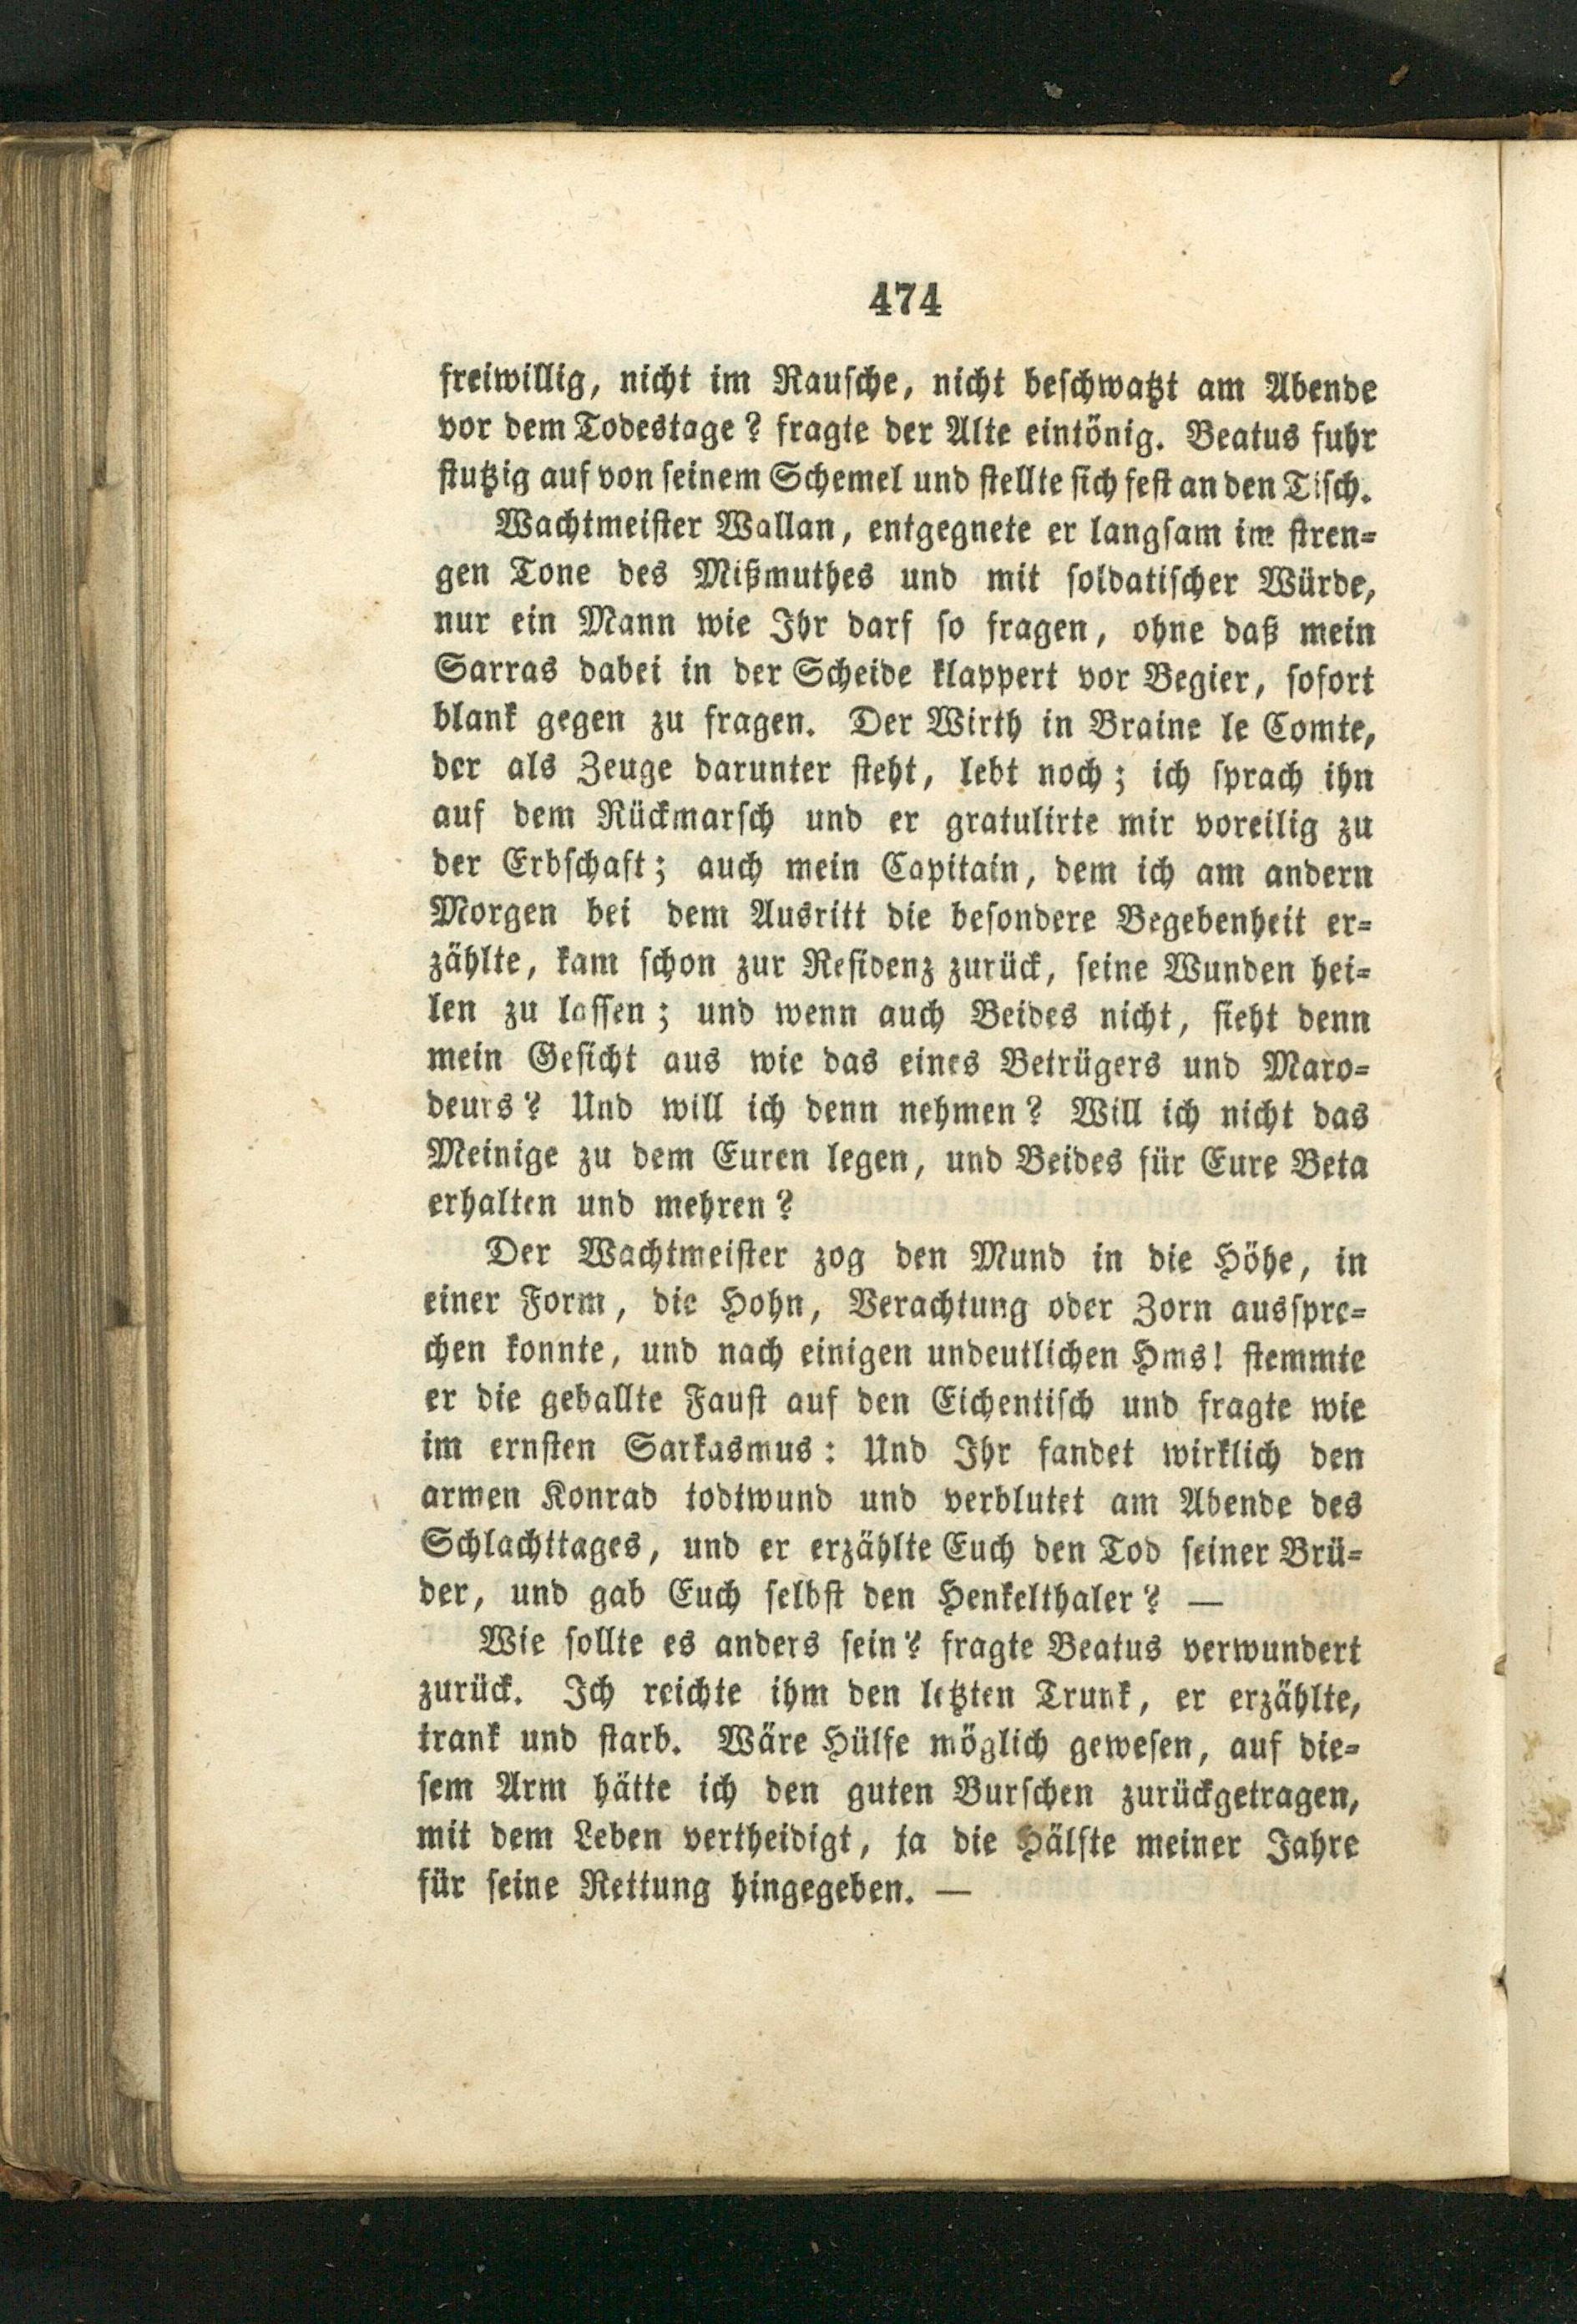 474
freiwillig, nicht im Rausche, nicht beschwatzt am Abende
vor dem Todestage? fragte der Alte eintönig. Beatus fuhr
stutzig auf von seinem Schemel und stellte sich fest an den Tisch.
Wachtmeister Wallan, entgegnete er langsam im stren-
gen Tone des Mißmuthes und mit soldatischer Würde,
nur ein Mann wie Ihr darf so fragen, ohne daß mein
Sarras dabei in der Scheide klappert vor Begier, sofort
blank gegen zu fragen. Der Wirth in Braine le Comte,
der als Zeuge darunter steht, lebt noch; ich sprach ihn
auf dem Rückmarsch und er gratulirte mir voreilig zu
der Erbschaft; auch mein Capitain, dem ich am andern
Morgen bei dem Ausritt die besondere Begebenheit er-
zählte, kam schon zur Residenz zurück, seine Wunden hei-
len zu lassen; und wenn auch Beides nicht, sieht denn
mein Gesicht aus wie das eines Betrügers und Maro-
deurs? Und will ich denn nehmen? Will ich nicht das
Meinige zu dem Euren legen, und Beides für Eure Beta
erhalten und mehren?
Der Wachtmeister zog den Mund in die Höhe, in
einer Form, die Hohn, Verachtung oder Zorn ausspre-
chen konnte, und nach einigen undeutlichen Hms! stemmte
er die geballte Faust auf den Eichentisch und fragte wie
im ernsten Sarkasmus: Und Ihr fandet wirklich den
armen Konrad todtwund und verblutet am Abende des
Schlachttages, und er erzählte Euch den Tod seiner Brü-
der, und gab Euch selbst den Henkelthaler? —
Wie sollte es anders sein? fragte Beatus verwundert
zurück. Ich reichte ihm den letzten Trunk, er erzählte,
trank und starb. Wäre Hülfe möglich gewesen, auf die-
sem Arm hätte ich den guten Burschen zurückgetragen,
mit dem Leben vertheidigt, ja die Hälfte meiner Jahre
für seine Rettung hingegeben. —